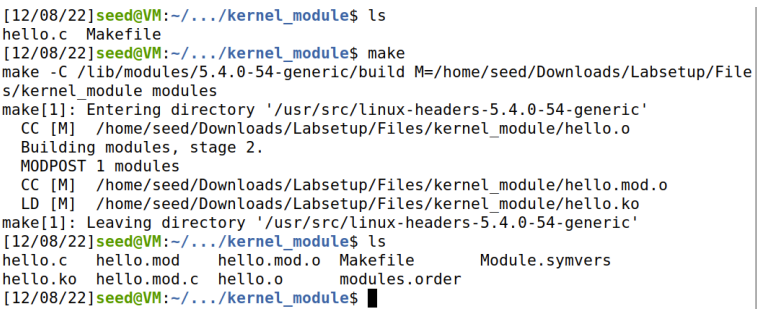 [12/08/22]seed@VM:~/.../kernel_module$ ls
hello.c  Makefile
[12/08/22]seed@VM:~/.../kernel_module$ make
make -C /lib/modules/5.4.0-54-generic/build M=/home/seed/Downloads/Labsetup/File
s/kernel_module modules
make[1]: Entering directory '/usr/src/linux-headers-5.4.0-54-generic'
  CC [M]  /home/seed/Downloads/Labsetup/Files/kernel_module/hello.o
  Building modules, stage 2.
  MODPOST 1 modules
  CC [M]  /home/seed/Downloads/Labsetup/Files/kernel_module/hello.mod.o
  LD [M]  /home/seed/Downloads/Labsetup/Files/kernel_module/hello.ko
make[1]: Leaving directory '/usr/src/linux-headers-5.4.0-54-generic'
[12/08/22]seed@VM:~/.../kernel_module$ ls
hello.c   hello.mod    hello.mod.o  Makefile       Module.symvers
hello.ko  hello.mod.c  hello.o      modules.order
[12/08/22]seed@VM:~/.../kernel_module$